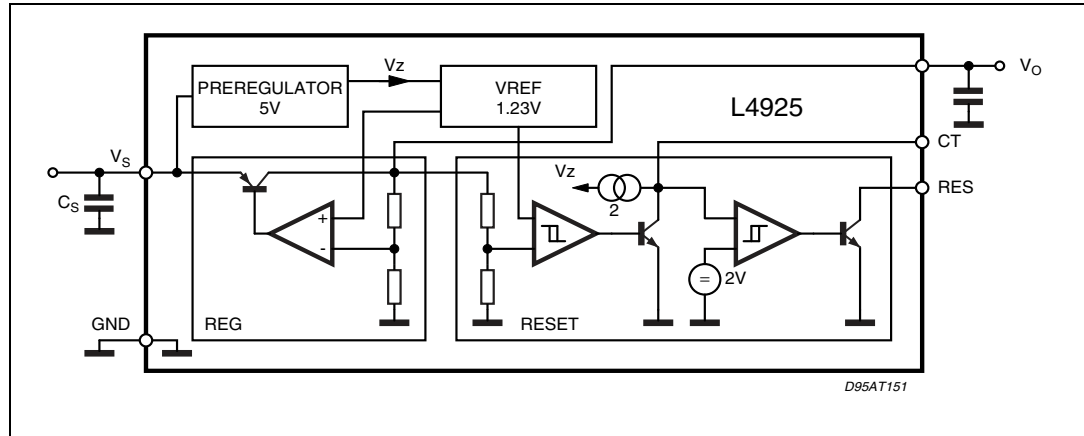 PREREGULATOR
5V
Vz
VREF
1.23V
L4925
VO
CT
RES
VS
CS
+
-
Vz
2
=
2V
GND
REG
RESET
D95AT151